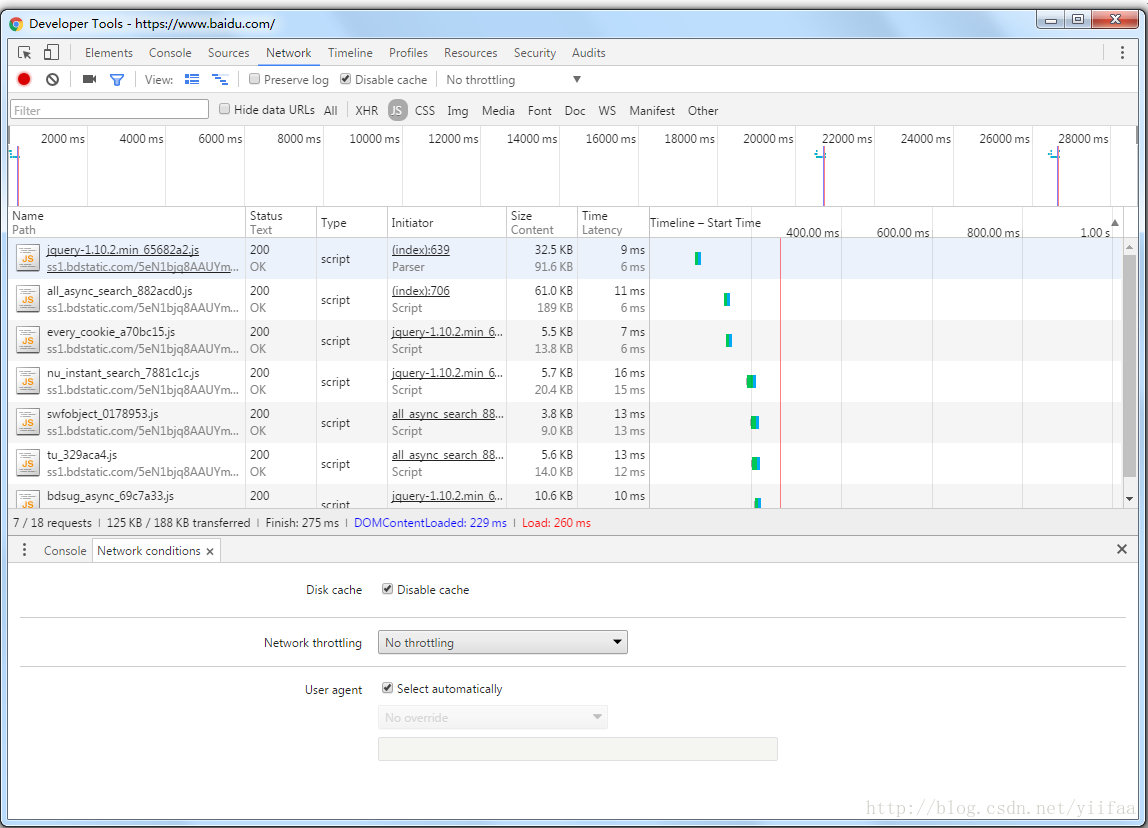 Developer Tools - https://www.baidu.com/
Elements Console Sources Network Timeline Profiles Resources Security Audits
View: Preserve log Disable cache No throttling
Filter Hide data URLs All XHR JS CSS Img Media Font Doc WS Manifest Other
2000 ms 4000 ms 6000 ms 8000 ms 10000 ms 12000 ms 14000 ms 16000 ms 18000 ms 20000 ms 22000 ms 24000 ms 26000 ms 28000 ms
Name Status Type Initiator Size Time Timeline – Start Time
Path Text Content Latency 400.00 ms 600.00 ms 800.00 ms 1.00 s
jquery-1.10.2.min_65682a2.js 200 script (index):639 32.5 KB 9 ms
JS ss1.bdstatic.com/5eN1bjq8AAUYm... OK Parser 91.6 KB 6 ms
all_async_search_882acd0.js 200 script (index):706 61.0 KB 11 ms
JS ss1.bdstatic.com/5eN1bjq8AAUYm... OK Script 189 KB 6 ms
every_cookie_a70bc15.js 200 script jquery-1.10.2.min_6... 5.5 KB 7 ms
JS ss1.bdstatic.com/5eN1bjq8AAUYm... OK Script 13.8 KB 6 ms
nu_instant_search_7881c1c.js 200 script jquery-1.10.2.min_6... 5.7 KB 16 ms
JS ss1.bdstatic.com/5eN1bjq8AAUYm... OK Script 20.4 KB 15 ms
swfobject_0178953.js 200 script all_async_search_88... 3.8 KB 13 ms
JS ss1.bdstatic.com/5eN1bjq8AAUYm... OK Script 9.0 KB 13 ms
tu_329aca4.js 200 script all_async_search_88... 5.6 KB 13 ms
JS ss1.bdstatic.com/5eN1bjq8AAUYm... OK Script 14.0 KB 12 ms
bdsug_async_69c7a33.js 200 script jquery-1.10.2.min_6... 10.6 KB 10 ms
JS
7 / 18 requests | 125 KB / 188 KB transferred | Finish: 275 ms | DOMContentLoaded: 229 ms | Load: 260 ms
Console Network conditions ×
Disk cache Disable cache
Network throttling No throttling
User agent Select automatically
No override
http://blog.csdn.net/yiifaa